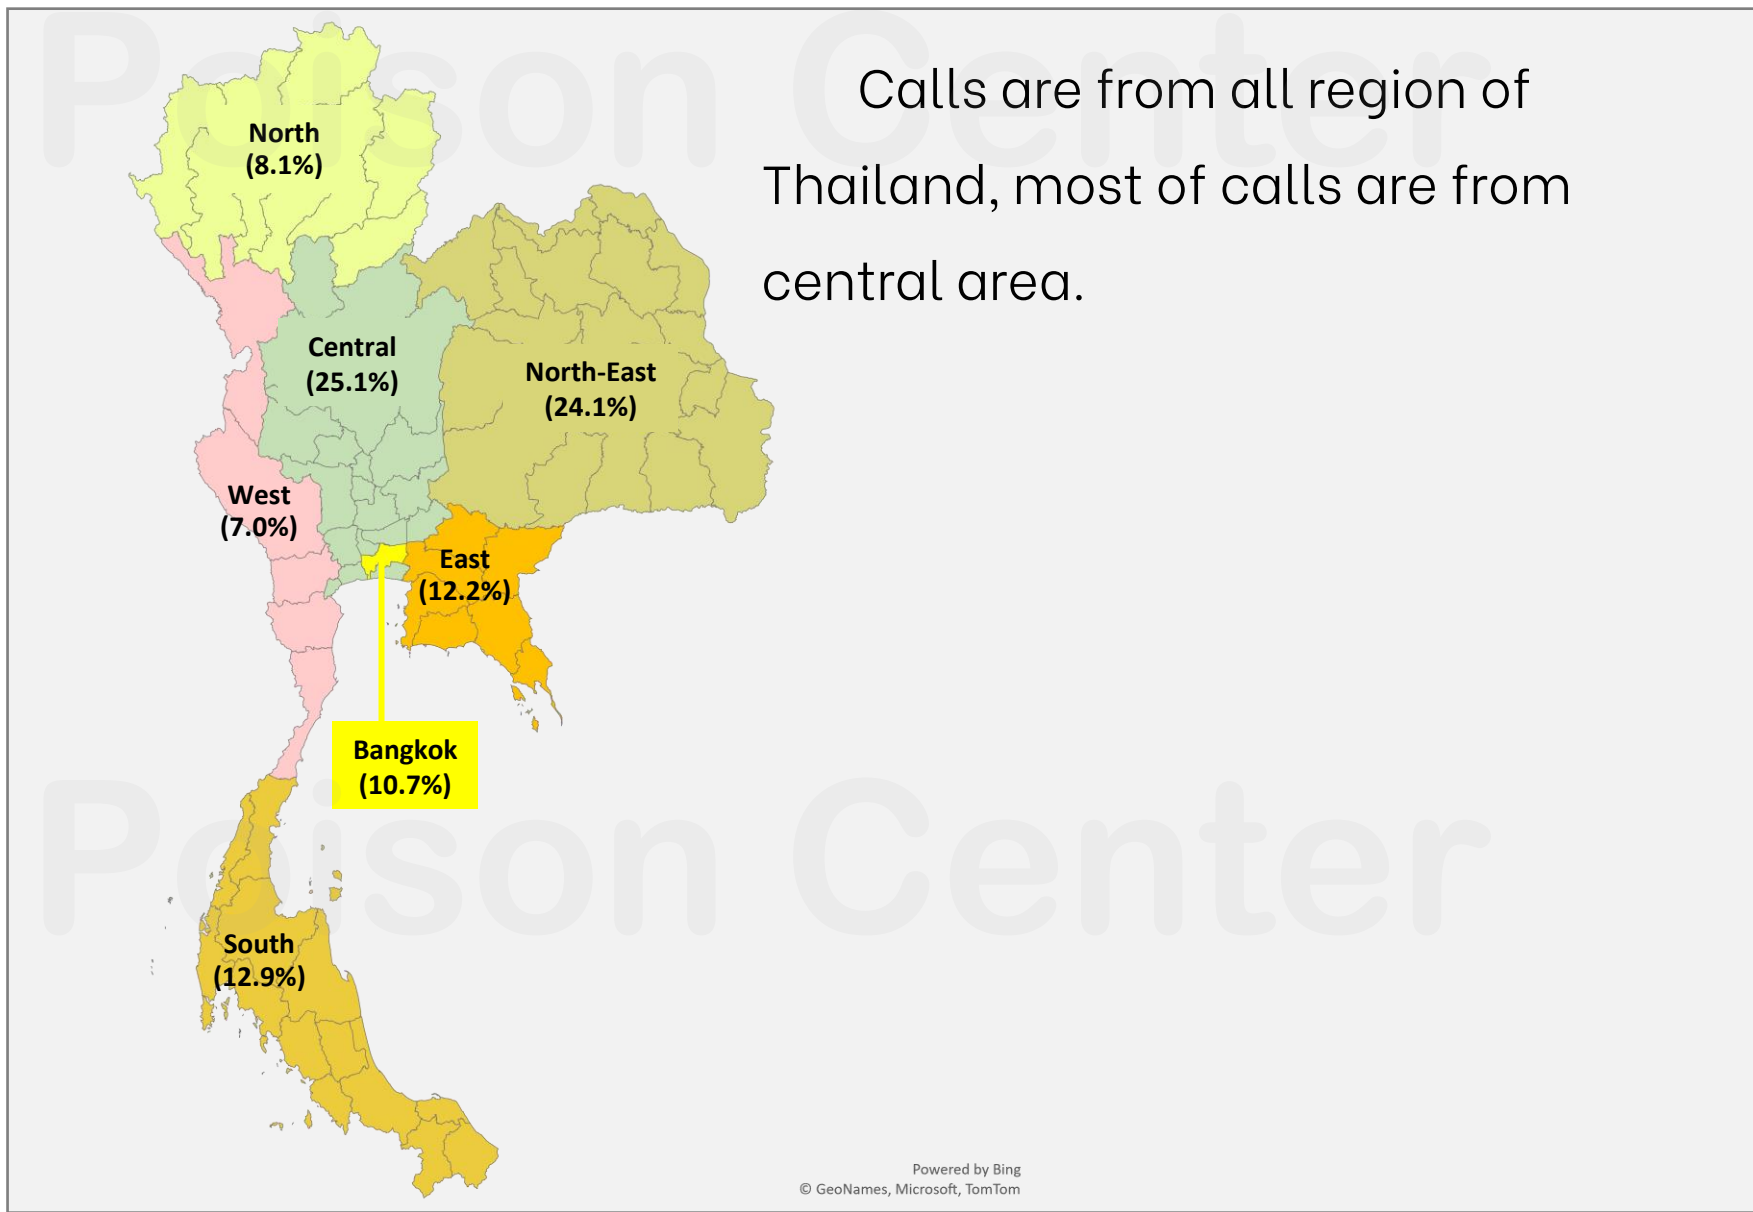 Poison Center
Calls are from all region of
Thailand, most of calls are from
central area.
North
(8.1%)
Central
(25.1%)
North-East
(24.1%)
West
(7.0%)
East
(12.2%)
Bangkok
(10.7%)
Poison Center
South
(12.9%)
Powered by Bing
© GeoNames, Microsoft, TomTom